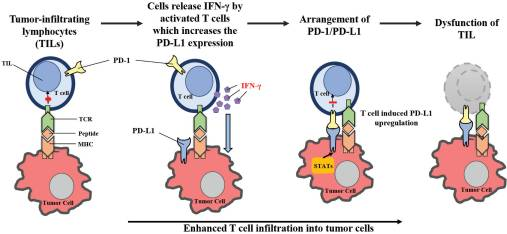 Tumor-infiltrating
lymphocytes
(TILs)
Cells release IFN-γ by
activated T cells
which increases the
PD-L1 expression
Arrangement of
PD-1/PD-L1
Dysfunction of
TIL
TIL
PD-1
T cell
TCR
Peptide
MHC
Tumor Cell
T cell
IFN-γ
PD-L1
Tumor Cell
T cell
T cell induced PD-L1
upregulation
STATs
Tumor Cell
Tumor Cell
Enhanced T cell infiltration into tumor cells